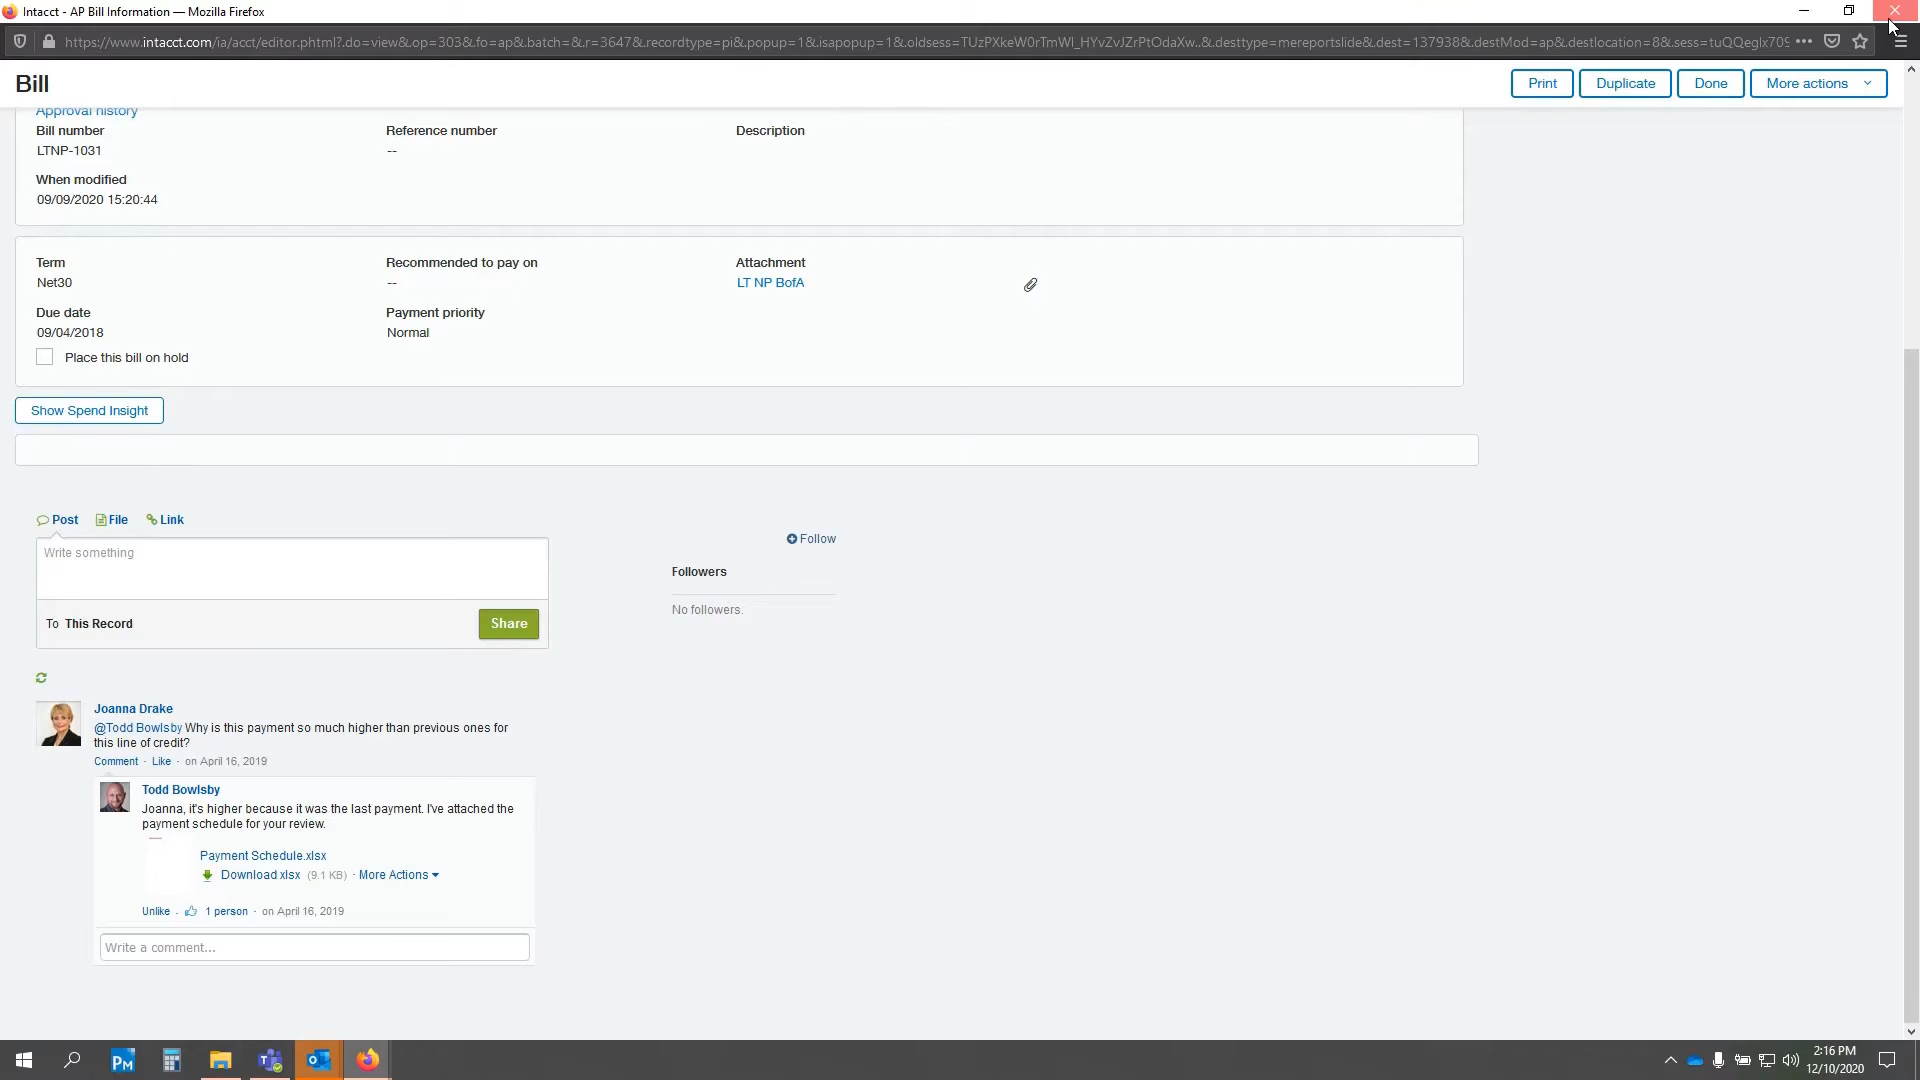 Intacct - AP Bill Information — Mozilla Firefox
https://www.intacct.com/ia/acct/editor.phtml?.do=view&.op=303&.fo=ap&.batch=&.r=3647&.recordtype=pi&.popup=1&.isapopup=1&.oldsess=TUzPXkeW0rTmWl_HYvZvJZrPtOdaXw..&.desttype=mereportslide&.dest=137938&.destMod=ap&.destlocation=8&.sess=tuQQeglx709
Bill
Print Duplicate Done More actions
Approval history
Bill number Reference number Description
LTNP-1031 --
When modified
09/09/2020 15:20:44
Term Recommended to pay on Attachment
Net30 -- LT NP BofA
Due date Payment priority
09/04/2018 Normal
Place this bill on hold
Show Spend Insight
Post File Link
Follow
Write something
Followers
No followers.
To This Record Share
Joanna Drake
@Todd Bowlsby Why is this payment so much higher than previous ones for
this line of credit?
Comment · Like · on April 16, 2019
Todd Bowlsby
Joanna, it's higher because it was the last payment. I've attached the
payment schedule for your review.
Payment Schedule.xlsx
Download xlsx (9.1 KB) · More Actions
Unlike · 1 person · on April 16, 2019
Write a comment...
Pm
2:16 PM
12/10/2020